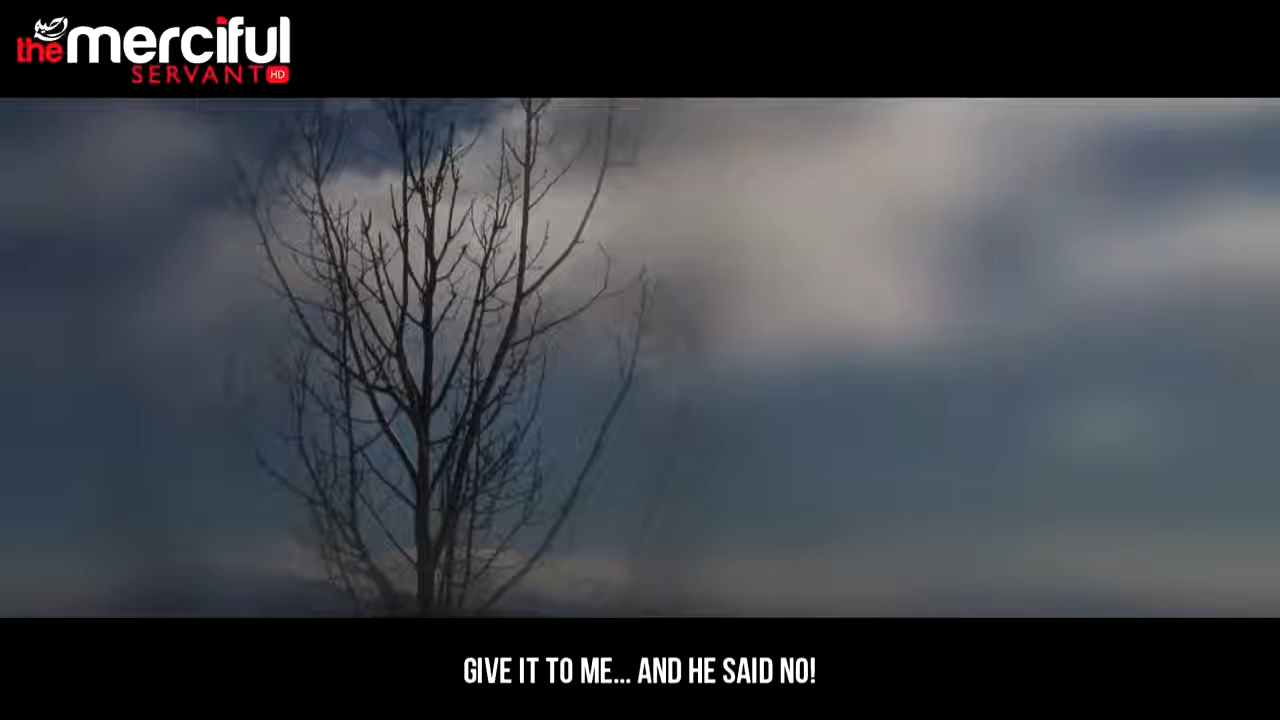 the merciful
SERVANT HD
GIVE IT TO ME... AND HE SAID NO!